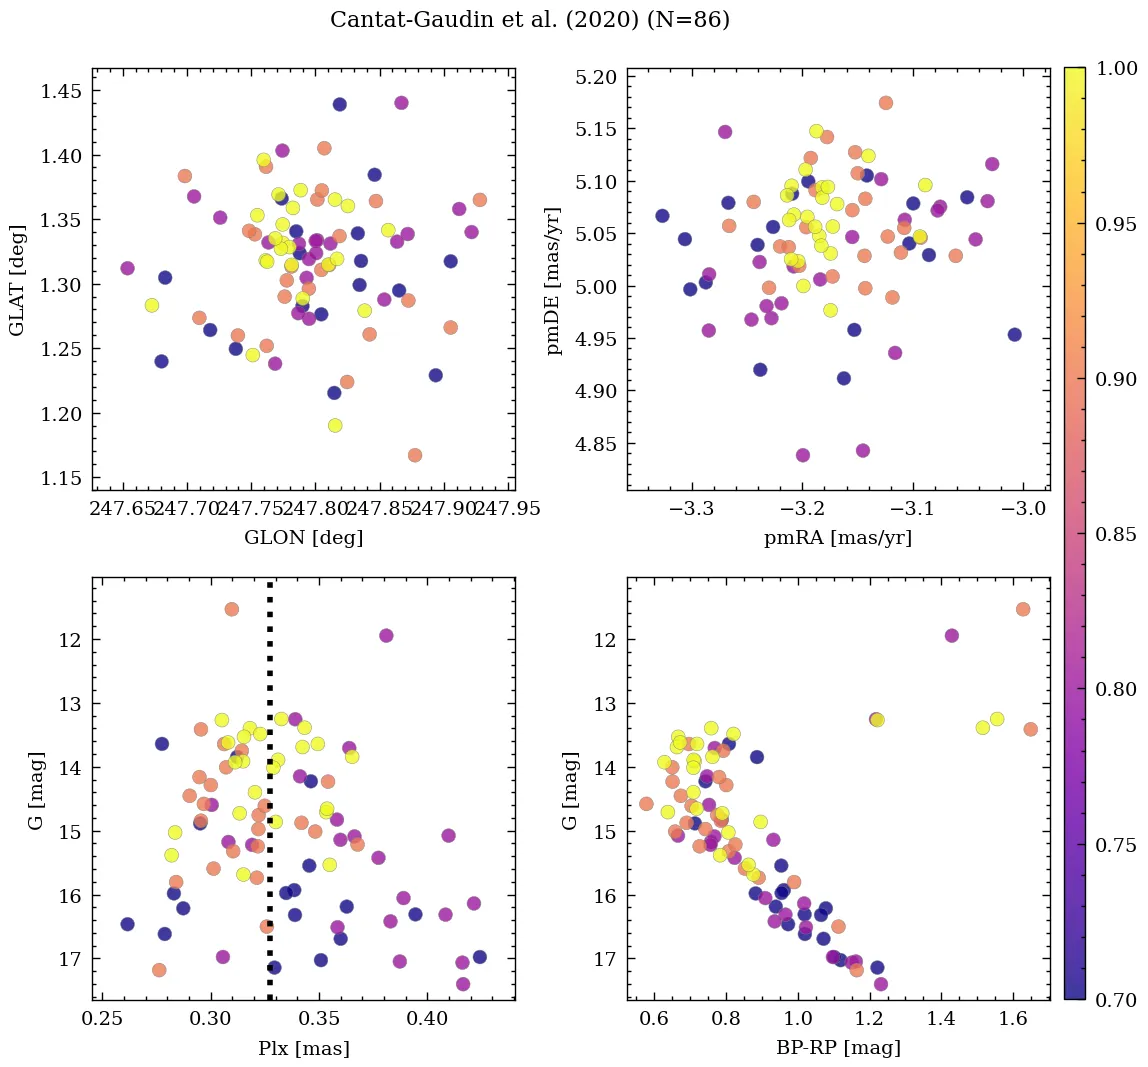 Cantat-Gaudin et al. (2020) (N=86)
1.45
1.40
1.35
1.30
1.25
1.20
1.15
GLAT [deg]
247.65 247.70 247.75 247.80 247.85 247.90 247.95
GLON [deg]
5.20
5.15
5.10
5.05
5.00
4.95
4.90
4.85
pmDE [mas/yr]
−3.3 −3.2 −3.1 −3.0
pmRA [mas/yr]
12
13
14
15
16
17
G [mag]
0.25 0.30 0.35 0.40
Plx [mas]
12
13
14
15
16
17
G [mag]
0.6 0.8 1.0 1.2 1.4 1.6
BP-RP [mag]
1.00
0.95
0.90
0.85
0.80
0.75
0.70